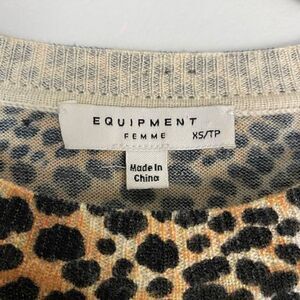 EQUIPMENT
FEMME XS/TP
Made In
China